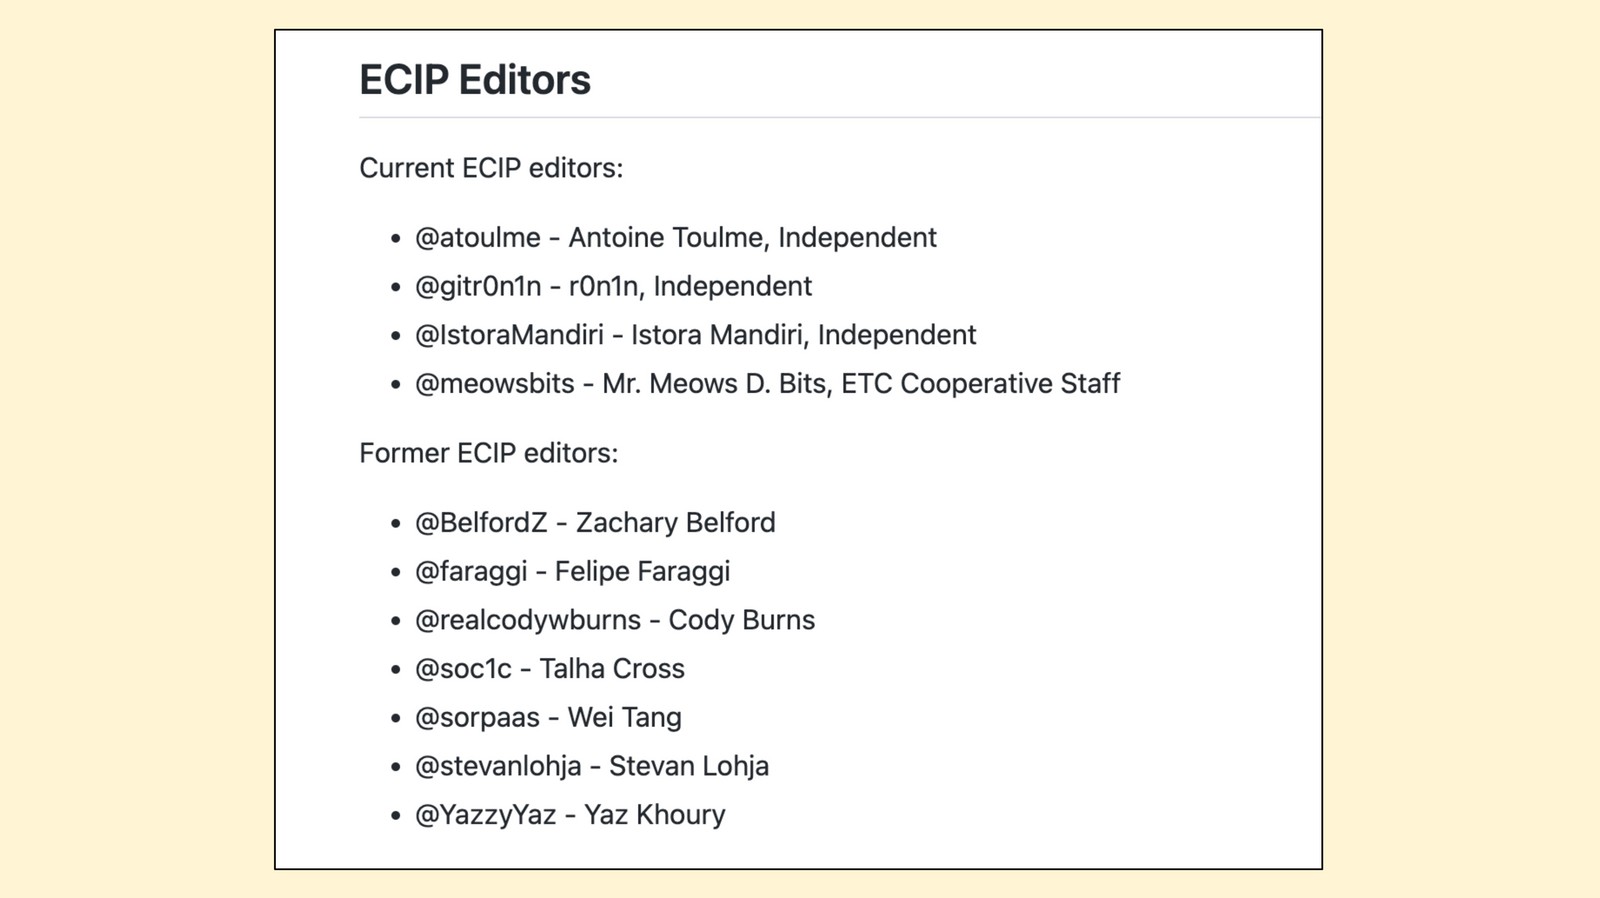 ECIP Editors
Current ECIP editors:
• @atoulme - Antoine Toulme, Independent
• @gitr0n1n - r0n1n, Independent
• @IstoraMandiri - Istora Mandiri, Independent
• @meowsbits - Mr. Meows D. Bits, ETC Cooperative Staff
Former ECIP editors:
• @BelfordZ - Zachary Belford
• @faraggi - Felipe Faraggi
• @realcodywburns - Cody Burns
• @soc1c - Talha Cross
• @sorpaas - Wei Tang
• @stevanlohja - Stevan Lohja
• @YazzyYaz - Yaz Khoury